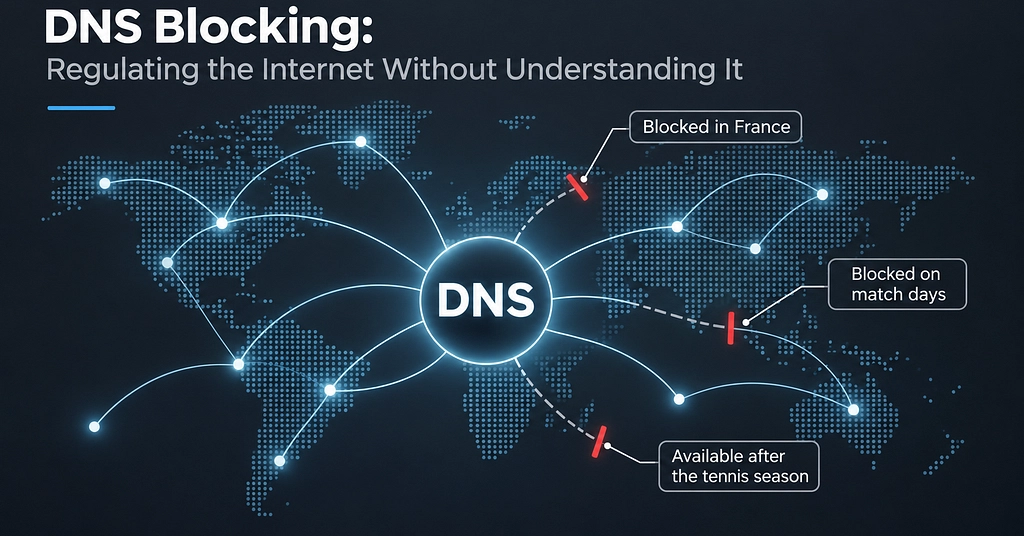 DNS Blocking:
Regulating the Internet Without Understanding It
Blocked in France
Blocked on
match days
DNS
Available after
the tennis season